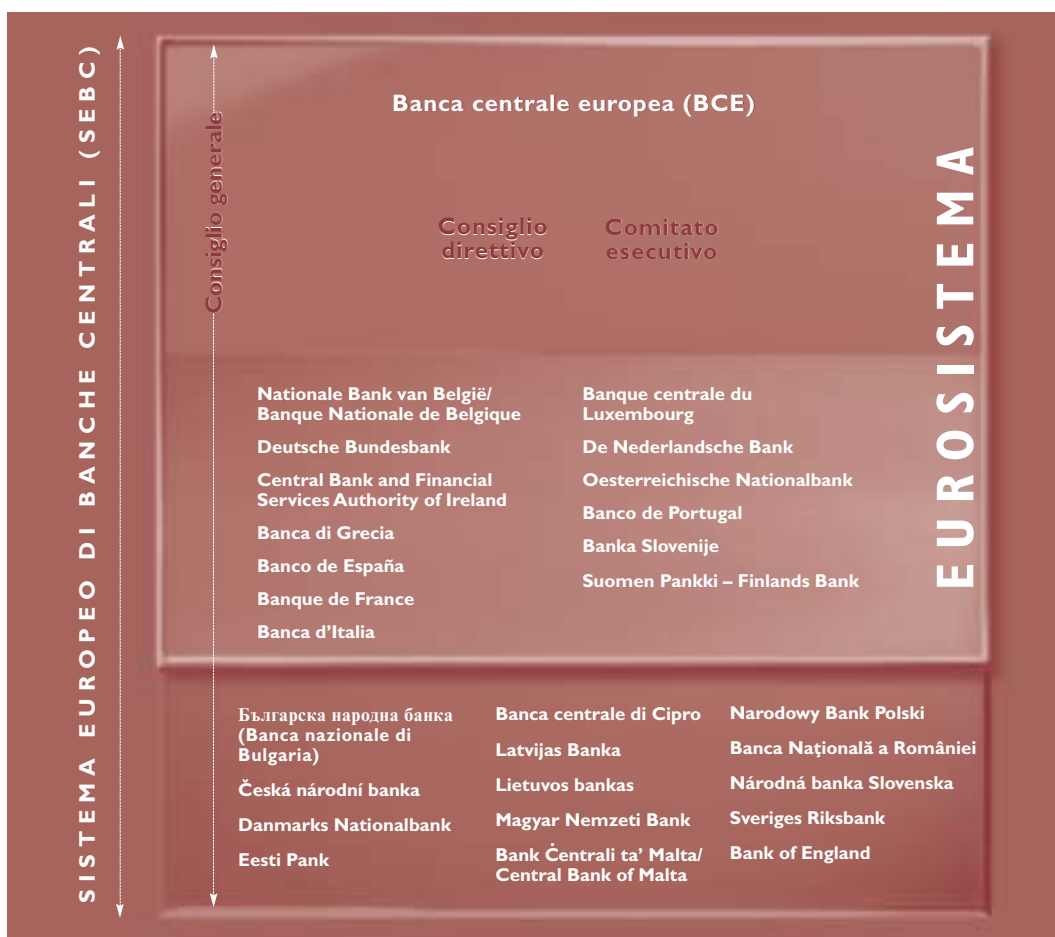 SISTEMA EUROPEO DI BANCHE CENTRALI (SEBC)
Consiglio generale
Banca centrale europea (BCE)
Consiglio
direttivo
Comitato
esecutivo
EUROSISTEMA
Nationale Bank van België/
Banque Nationale de Belgique
Deutsche Bundesbank
Central Bank and Financial
Services Authority of Ireland
Banca di Grecia
Banco de España
Banque de France
Banca d’Italia
Banque centrale du
Luxembourg
De Nederlandsche Bank
Oesterreichische Nationalbank
Banco de Portugal
Banka Slovenije
Suomen Pankki – Finlands Bank
Българска народна банка
(Banca nazionale di
Bulgaria)
Česká národní banka
Danmarks Nationalbank
Eesti Pank
Banca centrale di Cipro
Latvijas Banka
Lietuvos bankas
Magyar Nemzeti Bank
Bank Ċentrali ta’ Malta/
Central Bank of Malta
Narodowy Bank Polski
Banca Naţională a României
Národná banka Slovenska
Sveriges Riksbank
Bank of England